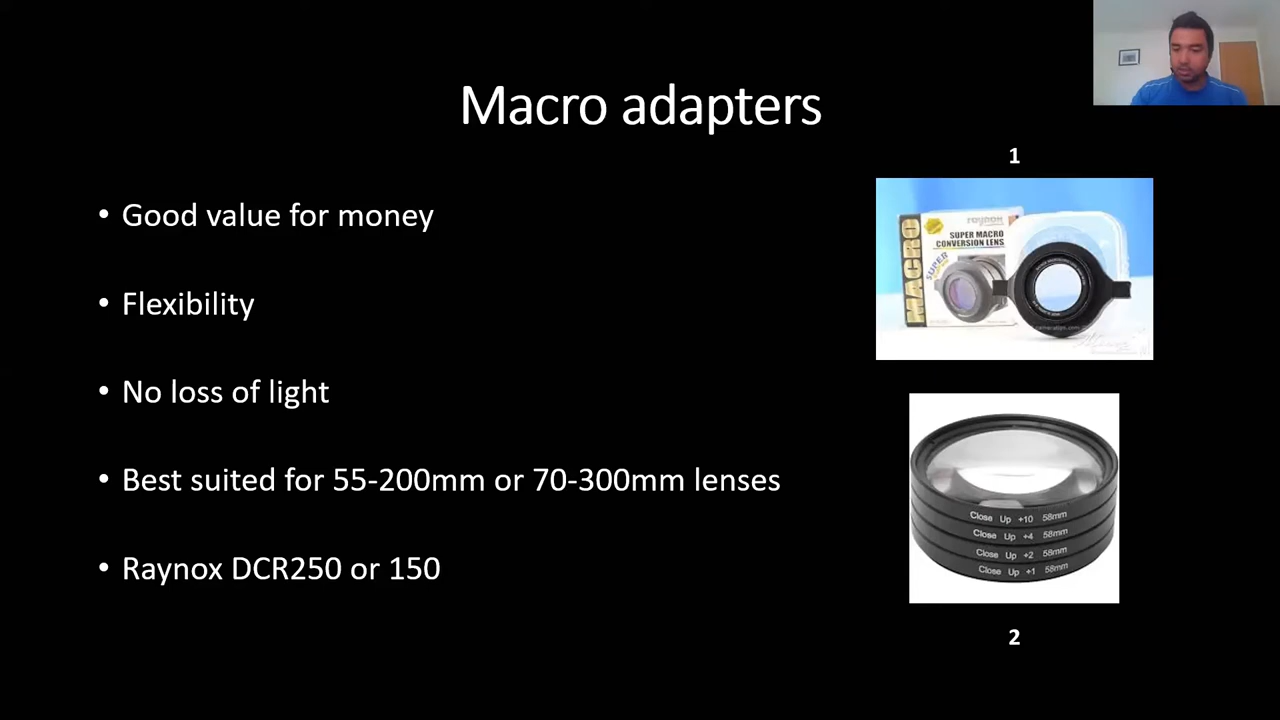 Macro adapters
1
• Good value for money
• Flexibility
• No loss of light
• Best suited for 55-200mm or 70-300mm lenses
• Raynox DCR250 or 150
MACRO
raynox
SUPER MACRO
CONVERSION LENS
SUPER
Close Up +10 58mm
Close Up +4 58mm
Close Up +2 58mm
Close Up +1 58mm
2